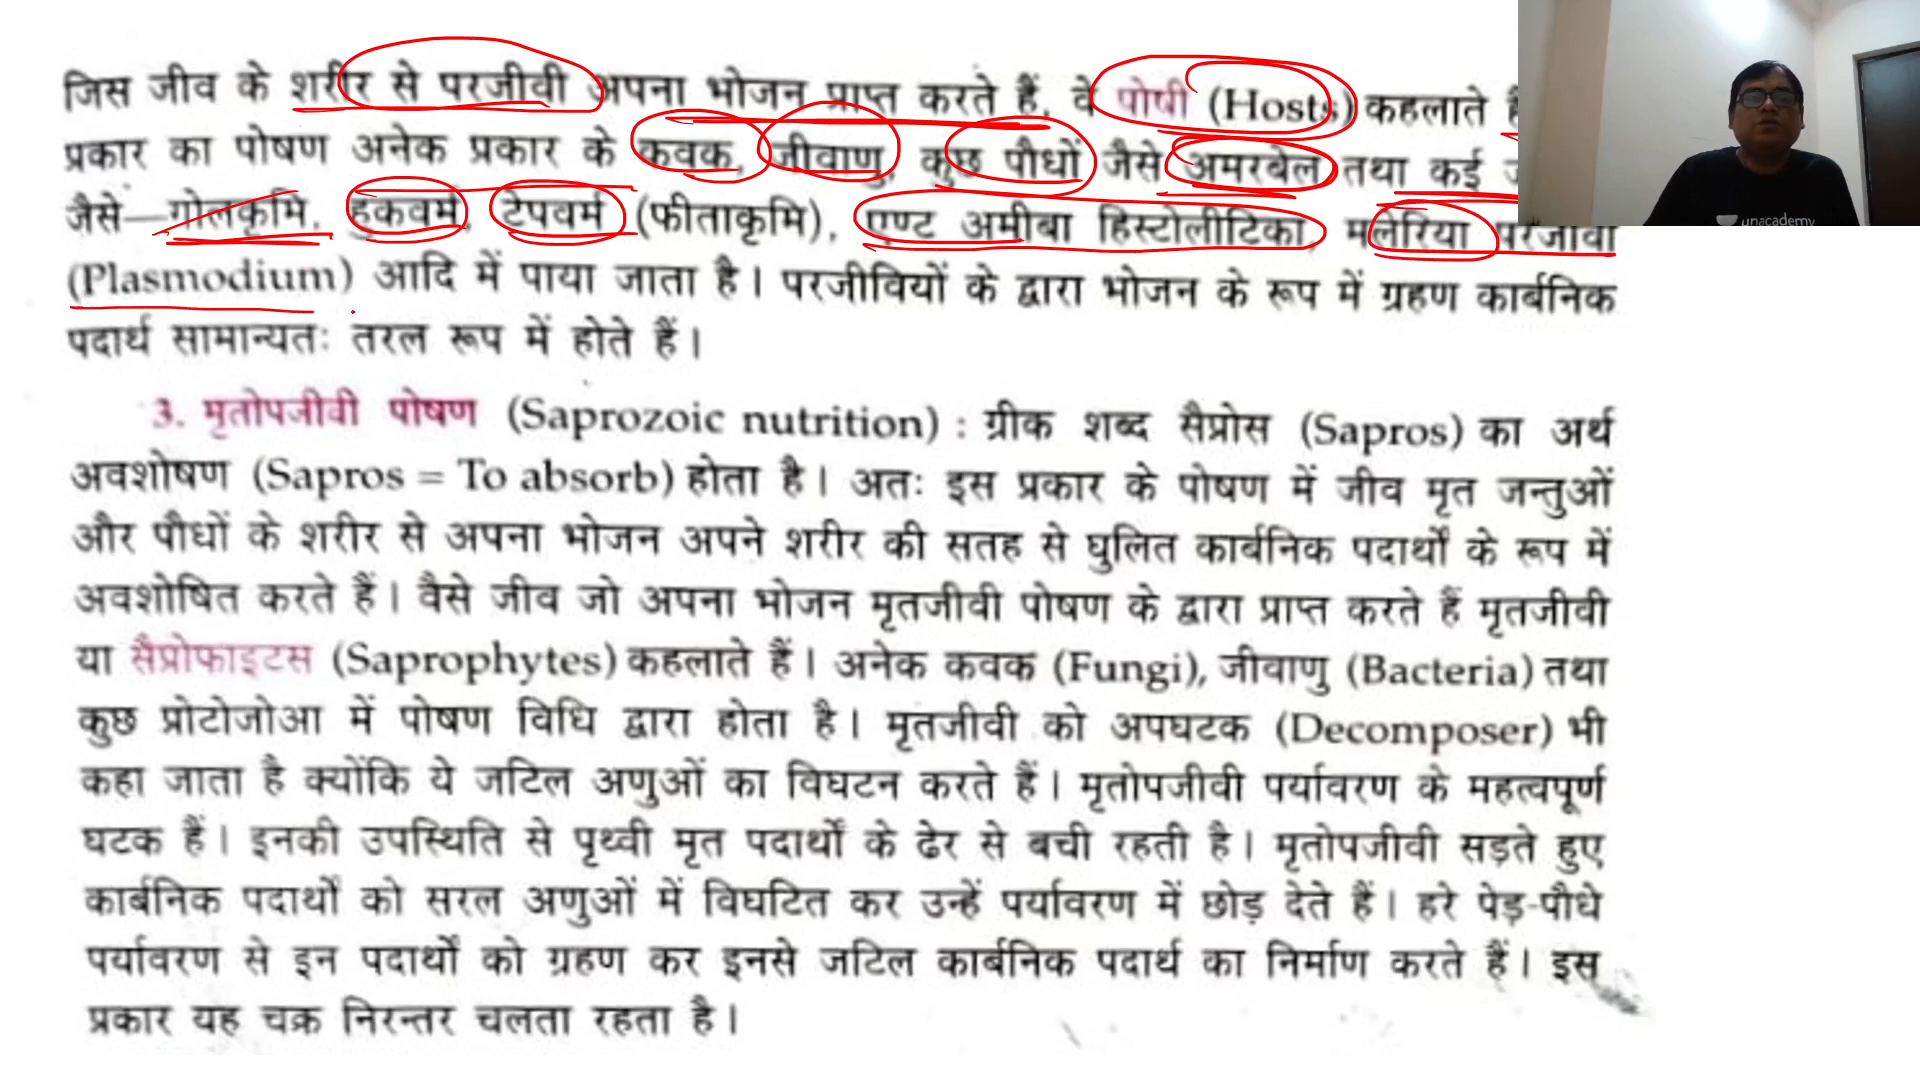 जिस जीव के शरीर से परजीवी अपना भोजन प्राप्त करते हैं, वे पोषी (Hosts) कहलाते
प्रकार का पोषण अनेक प्रकार के कवक, जीवाणु, कुछ पौधों जैसे अमरबेल तथा कई
जैसे—गोलकृमि, हुकवर्म, टेपवर्म (फीताकृमि), एण्ट अमीबा हिस्टोलीटिका, मलेरिया परजीवी
(Plasmodium) आदि में पाया जाता है। परजीवियों के द्वारा भोजन के रूप में ग्रहण कार्बनिक
पदार्थ सामान्यतः तरल रूप में होते हैं।
3. मृतोपजीवी पोषण (Saprozoic nutrition) : ग्रीक शब्द सैप्रोस (Sapros) का अर्थ
अवशोषण (Sapros = To absorb) होता है। अतः इस प्रकार के पोषण में जीव मृत जन्तुओं
और पौधों के शरीर से अपना भोजन अपने शरीर की सतह से घुलित कार्बनिक पदार्थों के रूप में
अवशोषित करते हैं। वैसे जीव जो अपना भोजन मृतजीवी पोषण के द्वारा प्राप्त करते हैं मृतजीवी
या सैप्रोफाइटस (Saprophytes) कहलाते हैं। अनेक कवक (Fungi), जीवाणु (Bacteria) तथा
कुछ प्रोटोजोआ में पोषण विधि द्वारा होता है। मृतजीवी को अपघटक (Decomposer) भी
कहा जाता है क्योंकि ये जटिल अणुओं का विघटन करते हैं। मृतोपजीवी पर्यावरण के महत्वपूर्ण
घटक हैं। इनकी उपस्थिति से पृथ्वी मृत पदार्थों के ढेर से बची रहती है। मृतोपजीवी सड़ते हुए
कार्बनिक पदार्थों को सरल अणुओं में विघटित कर उन्हें पर्यावरण में छोड़ देते हैं। हरे पेड़-पौधे
पर्यावरण से इन पदार्थों को ग्रहण कर इनसे जटिल कार्बनिक पदार्थ का निर्माण करते हैं। इस
प्रकार यह चक्र निरन्तर चलता रहता है।
unacademy